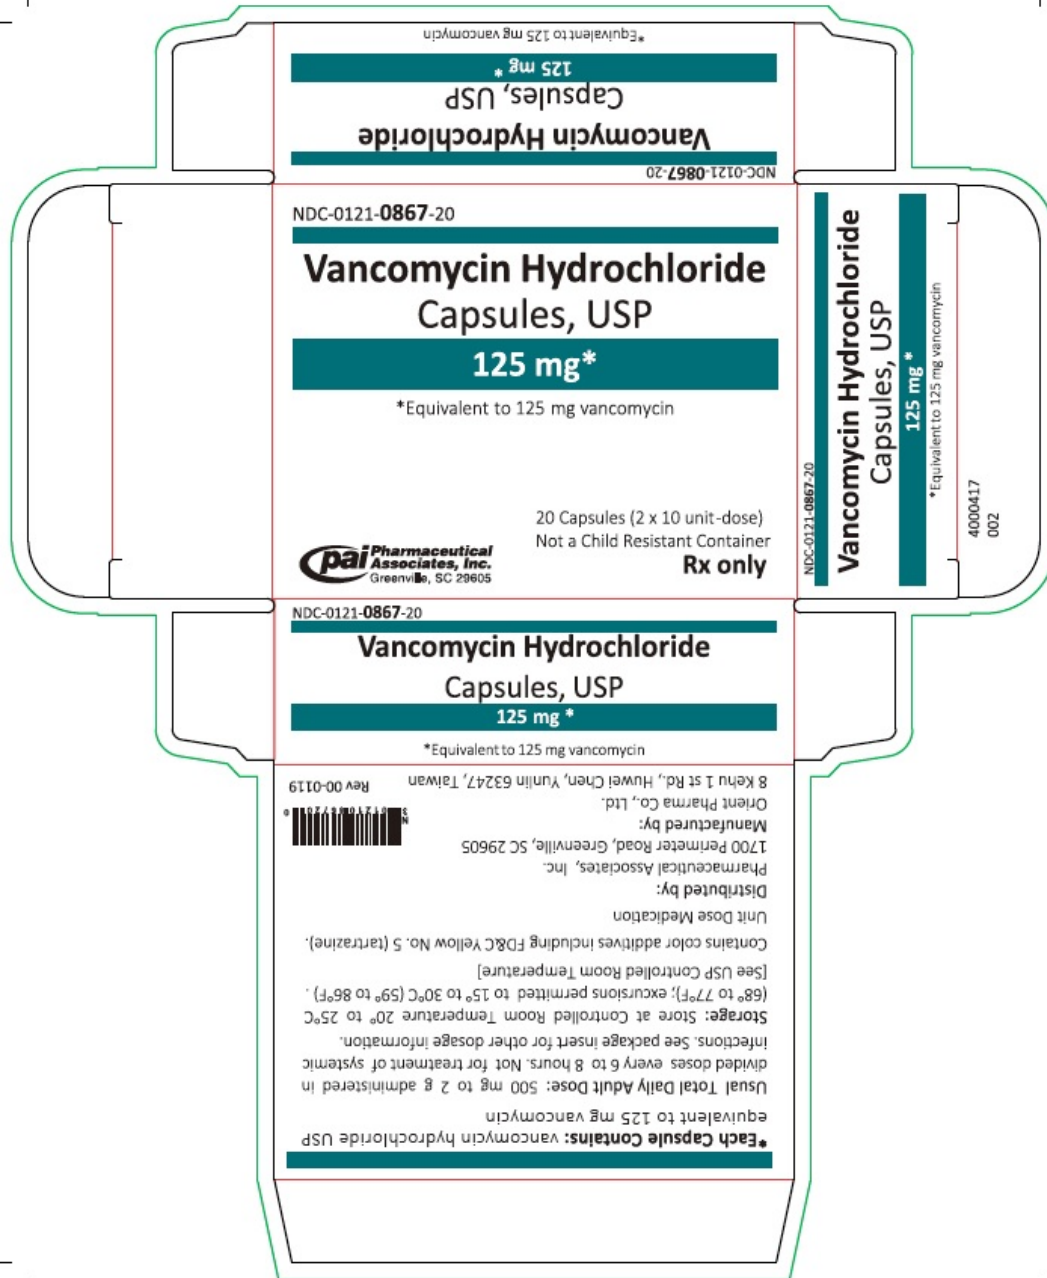 *Equivalent to 125 mg vancomycin
125 mg *
Capsules, USP
Vancomycin Hydrochloride
NDC-0121-0867-20
NDC-0121-0867-20
Vancomycin Hydrochloride
Capsules, USP
125 mg*
*Equivalent to 125 mg vancomycin
20 Capsules (2 x 10 unit-dose)
Not a Child Resistant Container
Rx only
pai Pharmaceutical
Associates, Inc.
Greenville, SC 29605
NDC-0121-0867-20
Vancomycin Hydrochloride
Capsules, USP
125 mg *
*Equivalent to 125 mg vancomycin
4000417
002
NDC-0121-0867-20
Vancomycin Hydrochloride
Capsules, USP
125 mg *
*Equivalent to 125 mg vancomycin
*Each Capsule Contains: vancomycin hydrochloride USP
equivalent to 125 mg vancomycin
Usual Total Daily Adult Dose: 500 mg to 2 g administered in
divided doses every 6 to 8 hours. Not for treatment of systemic
infections. See package insert for other dosage information.
Storage: Store at Controlled Room Temperature 20° to 25°C
(68° to 77°F); excursions permitted to 15° to 30°C (59° to 86°F) .
[See USP Controlled Room Temperature]
Contains color additives including FD&C Yellow No. 5 (tartrazine).
Unit Dose Medication
Distributed by:
Pharmaceutical Associates, Inc.
1700 Perimeter Road, Greenville, SC 29605
Manufactured by:
Orient Pharma Co., Ltd.
8 Kehu 1 st Rd., Huwei Chen, Yunlin 63247, Taiwan
Rev 00-0119